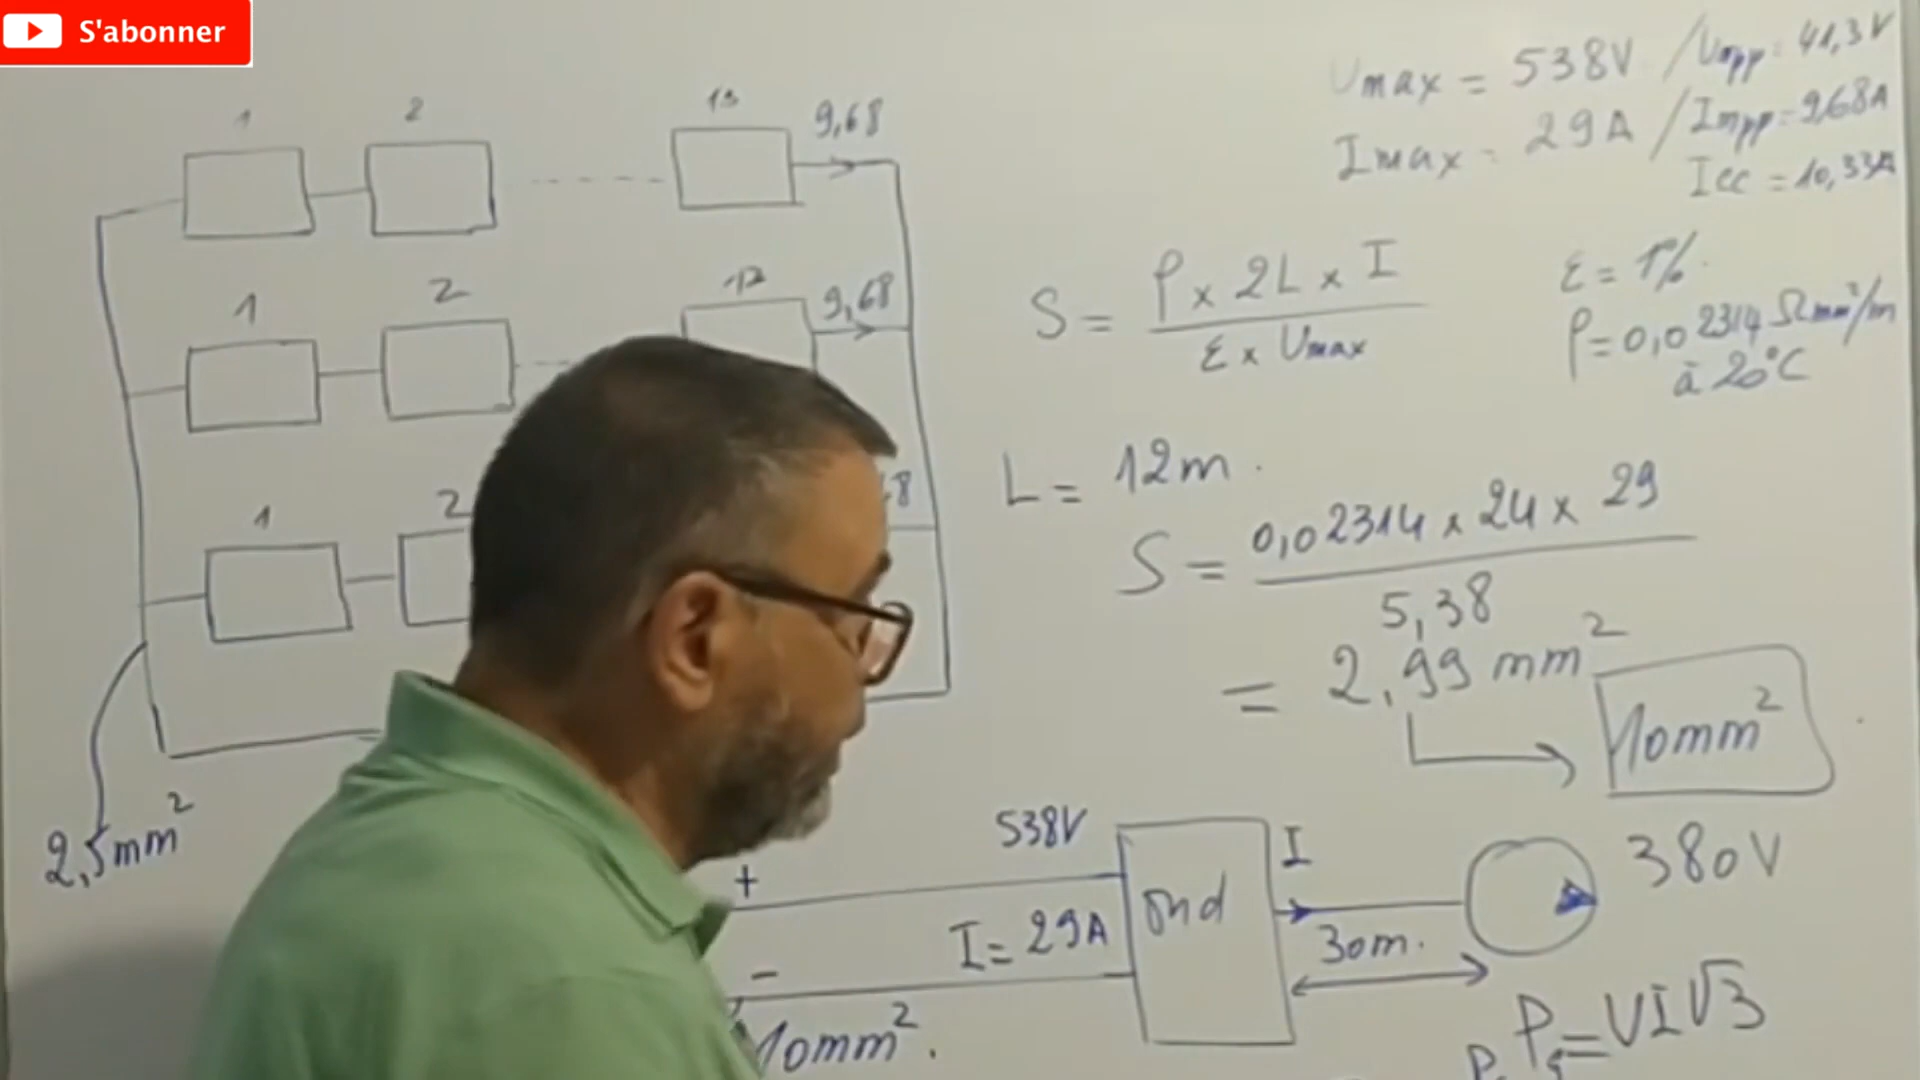 S'abonner
Umax = 538V / Umpp = 41,3V
Imax = 29A / Impp = 9,68A
Icc = 10,33A
1 2 13 9,68
1 2 9,68
1 2
2,5mm²
S = ρ x 2L x I
ε x Umax
ε = 1%.
ρ = 0,02314 Ωmm²/m
à 20°C
L = 12m.
S = 0,02314 x 24 x 29
5,38
= 2,99 mm²
10mm²
+ 538V
I = 29A
-
10mm².
Ond
I
30m.
380V
P = UI√3